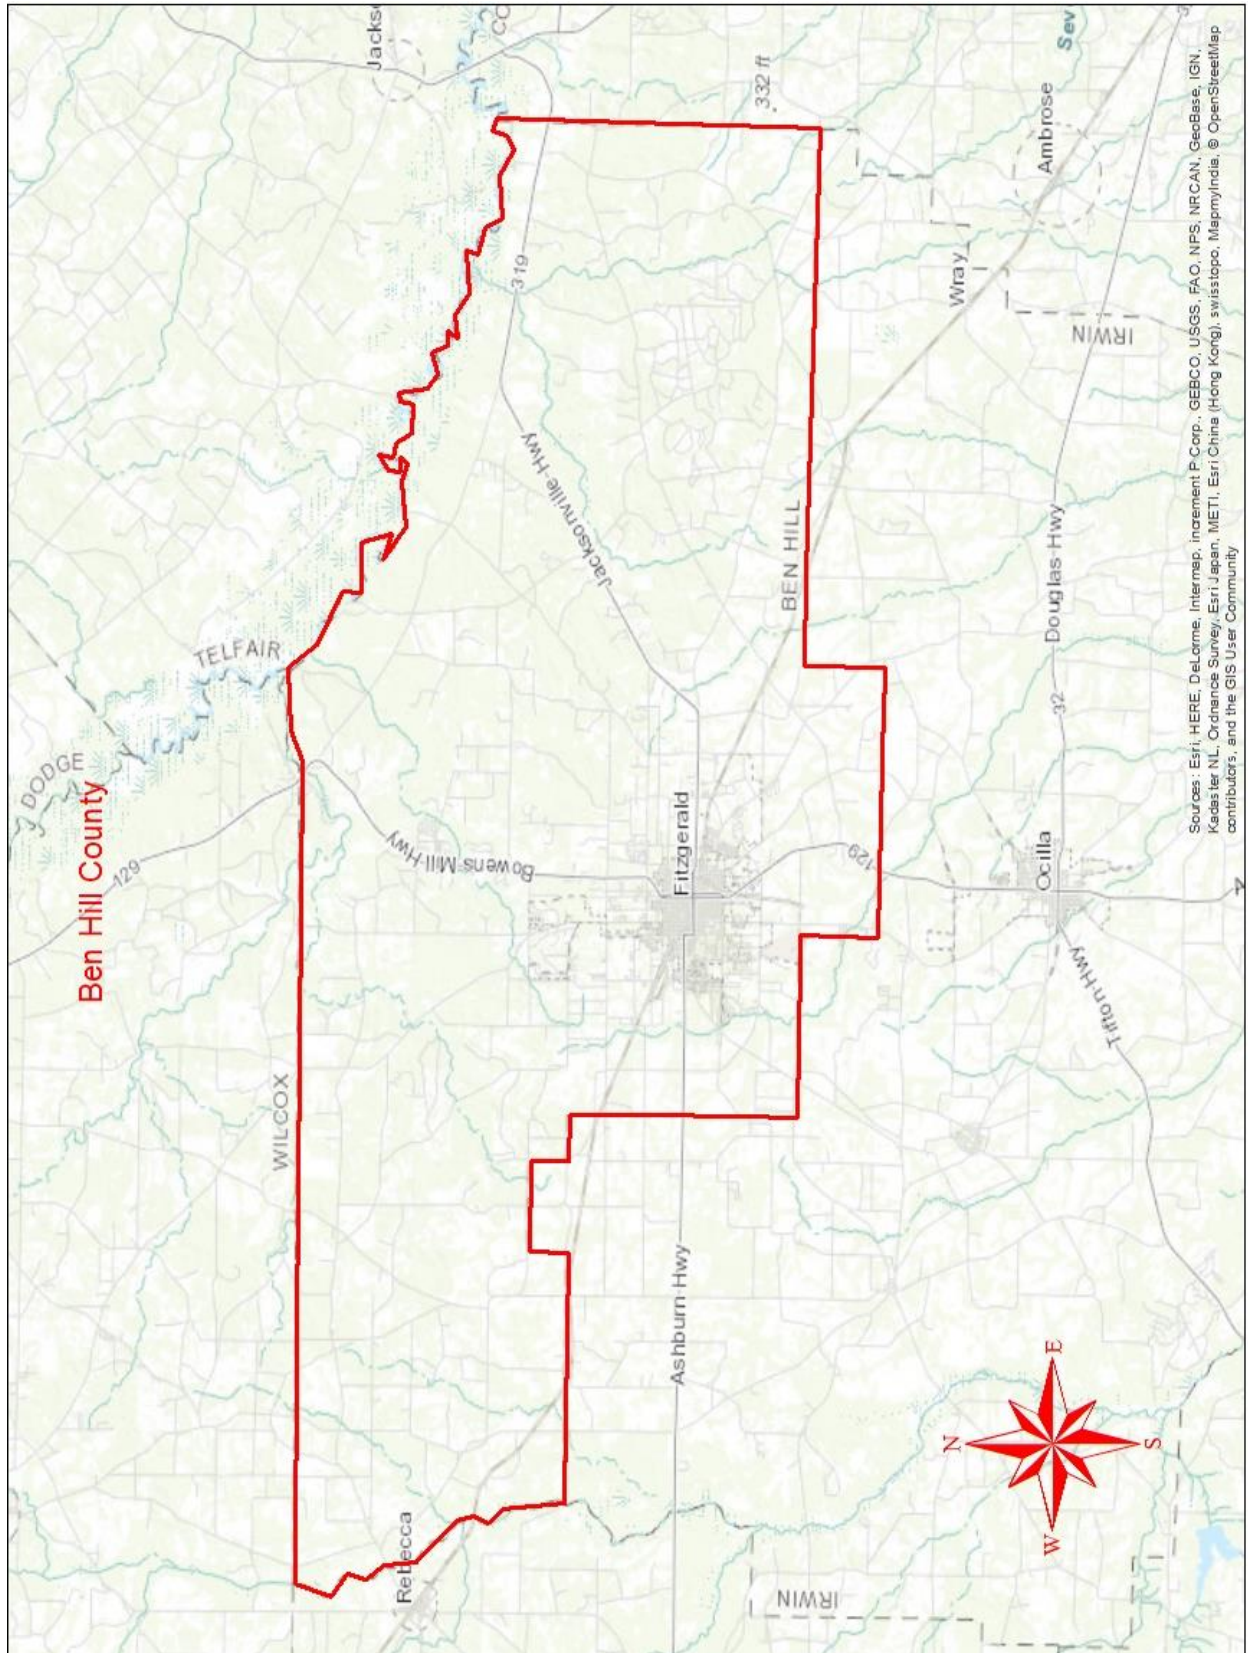 DODGE
Ben Hill County
129
TELFAIR
WILCOX
Jacks
CO
Rebecca
319
Bowens Mill Hwy
Jacksonville Hwy
Ashburn Hwy
Fitzgerald
332 ft
BEN HILL
IRWIN
129
Wray
N
Ocilla
Ambrose
W
E
32
Douglas Hwy
Sev
Tifton Hwy
IRWIN
S
Sources: Esri, HERE, DeLorme, Intermap, increment P Corp., GEBCO, USGS, FAO, NPS, NRCAN, GeoBase, IGN,
Kadaster NL, Ordnance Survey, Esri Japan, METI, Esri China (Hong Kong), swisstopo, MapmyIndia, © OpenStreetMap
contributors, and the GIS User Community